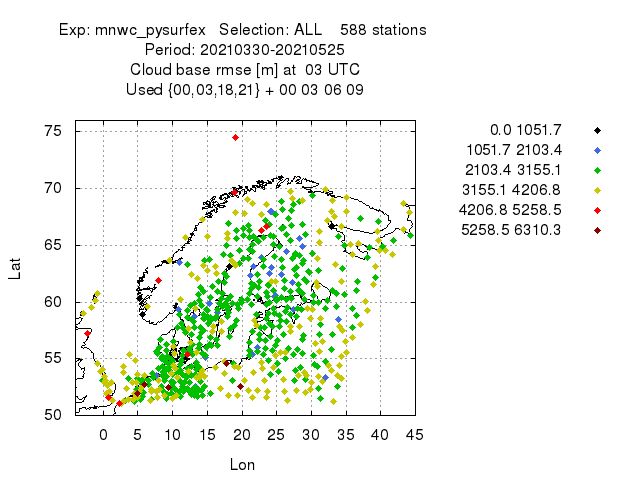 Exp: mnwc_pysurfex   Selection: ALL    588 stations
Period: 20210330-20210525
Cloud base rmse [m] at  03 UTC
Used {00,03,18,21} + 00 03 06 09
0.0 1051.7
1051.7 2103.4
2103.4 3155.1
3155.1 4206.8
4206.8 5258.5
5258.5 6310.3
75
70
65
60
55
50
Lat
0 5 10 15 20 25 30 35 40 45
Lon